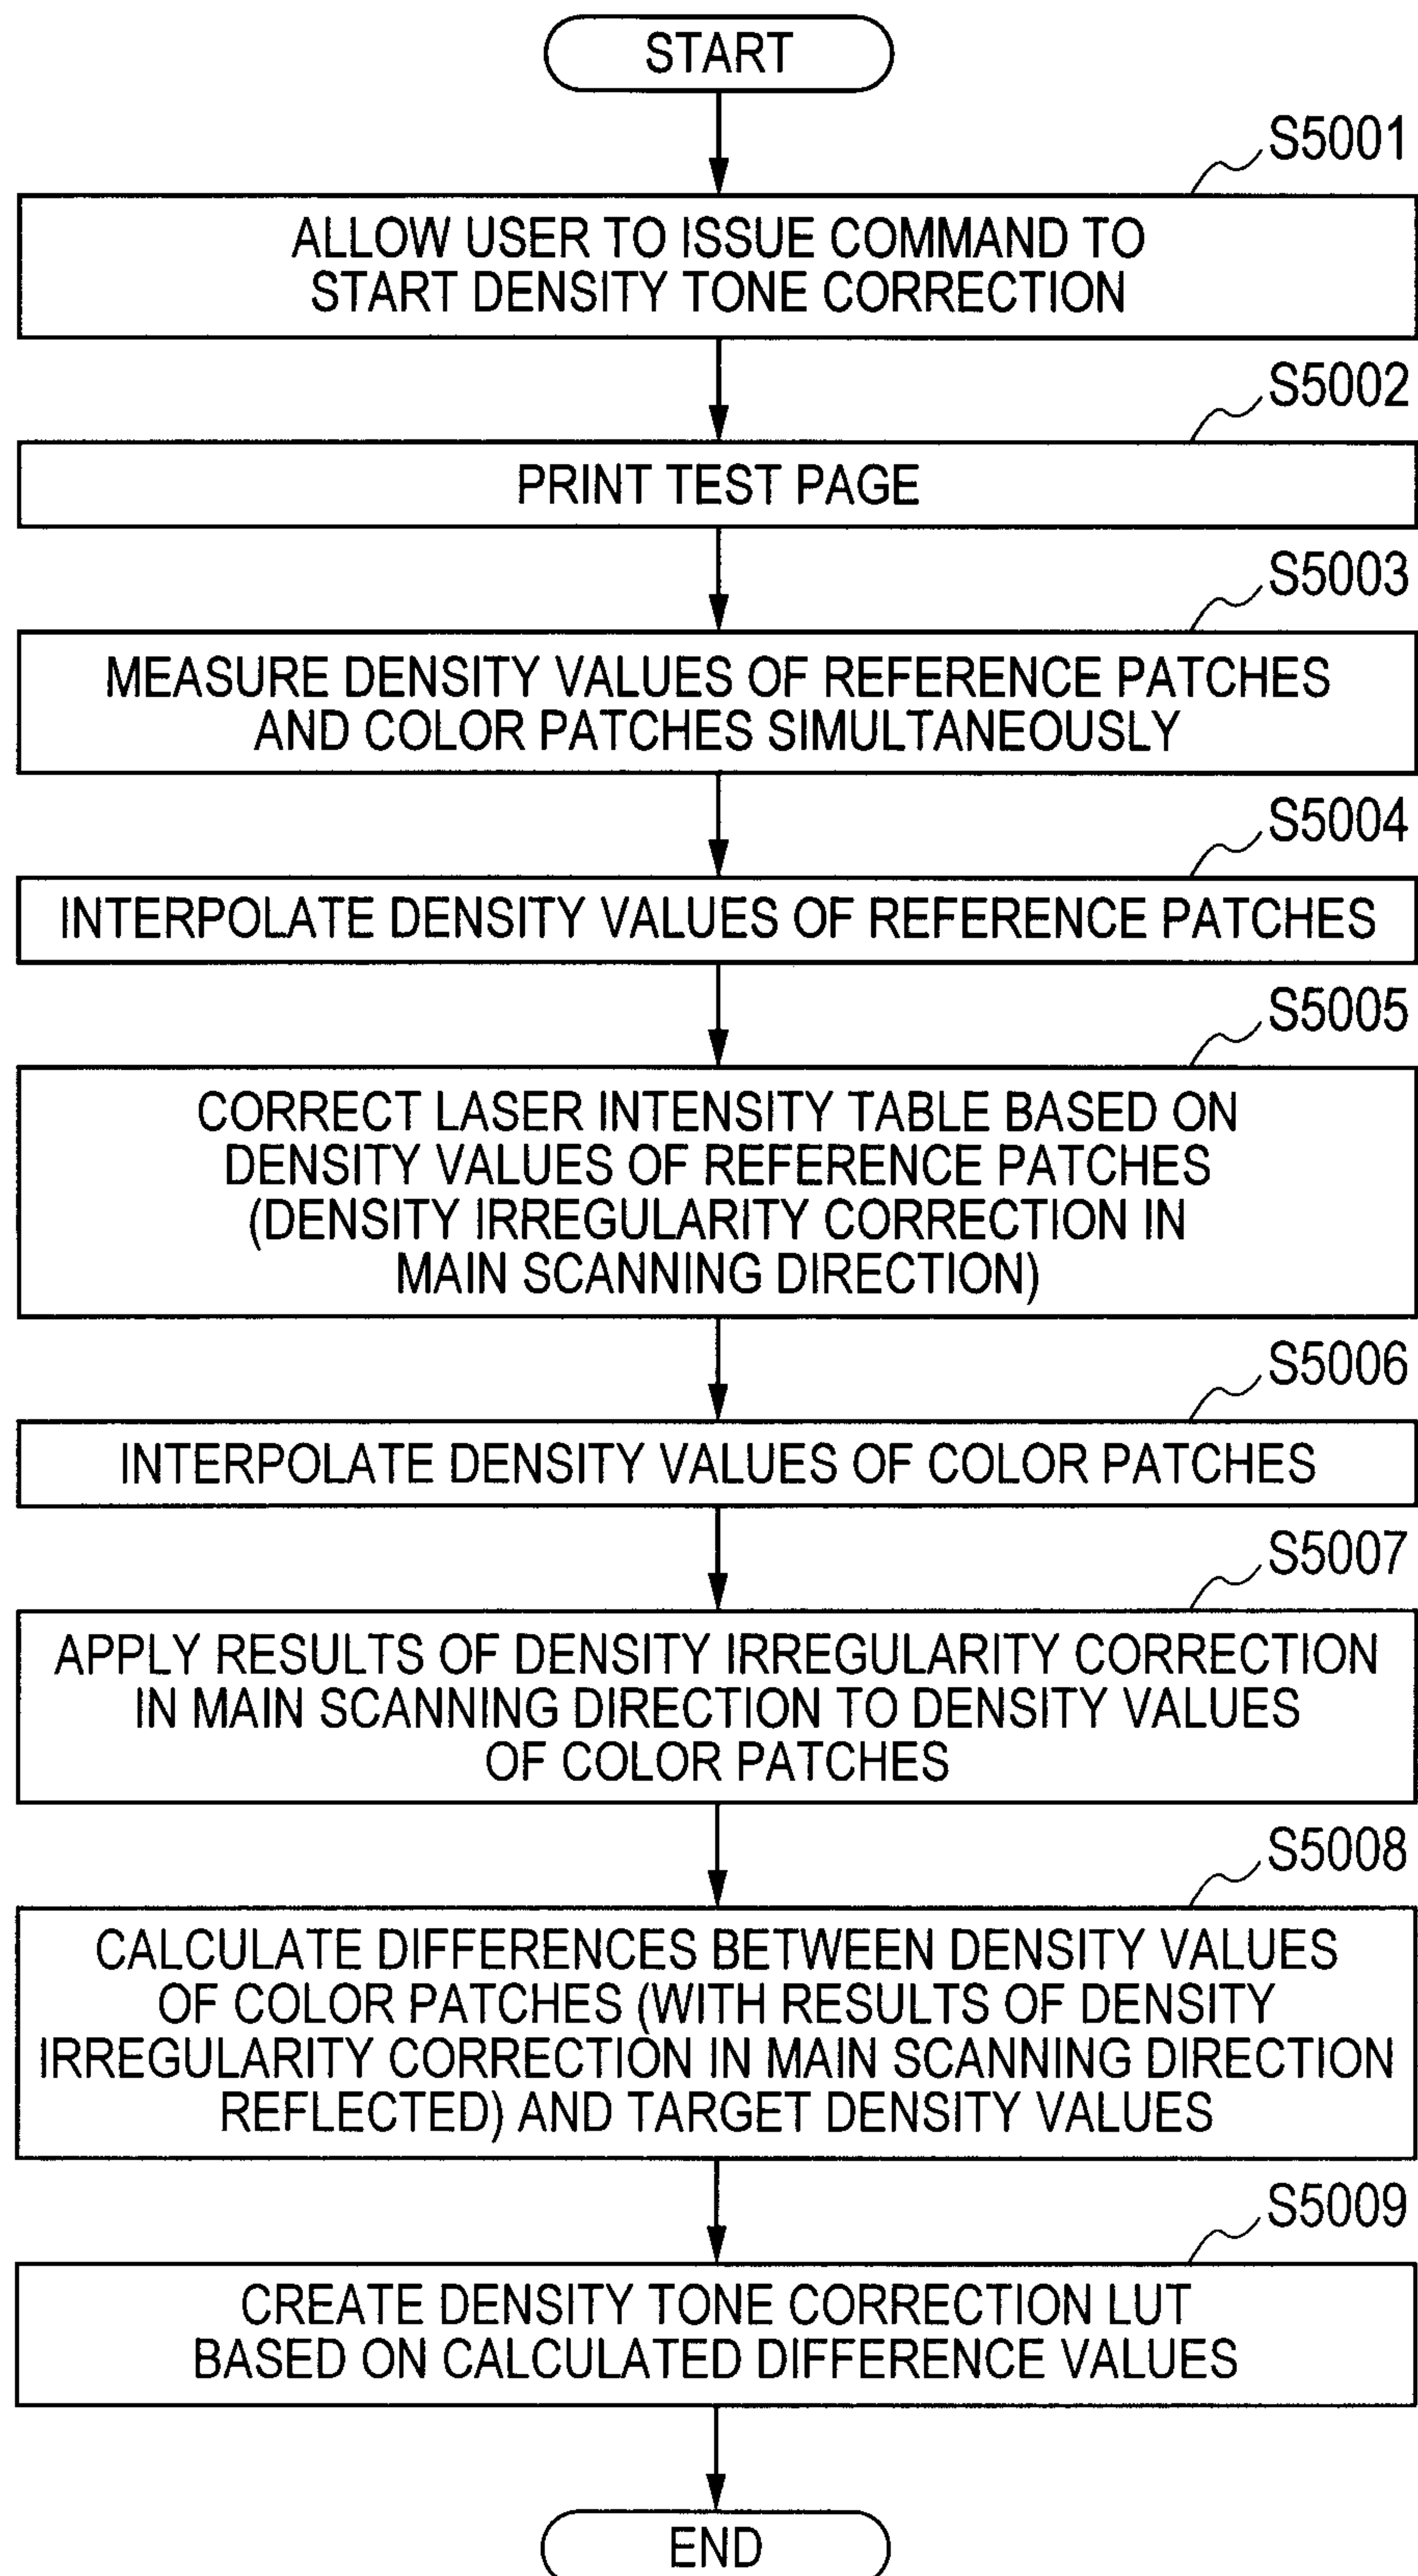 START
S5001
ALLOW USER TO ISSUE COMMAND TO
START DENSITY TONE CORRECTION
S5002
PRINT TEST PAGE
S5003
MEASURE DENSITY VALUES OF REFERENCE PATCHES
AND COLOR PATCHES SIMULTANEOUSLY
S5004
INTERPOLATE DENSITY VALUES OF REFERENCE PATCHES
S5005
CORRECT LASER INTENSITY TABLE BASED ON
DENSITY VALUES OF REFERENCE PATCHES
(DENSITY IRREGULARITY CORRECTION IN
MAIN SCANNING DIRECTION)
S5006
INTERPOLATE DENSITY VALUES OF COLOR PATCHES
S5007
APPLY RESULTS OF DENSITY IRREGULARITY CORRECTION
IN MAIN SCANNING DIRECTION TO DENSITY VALUES
OF COLOR PATCHES
S5008
CALCULATE DIFFERENCES BETWEEN DENSITY VALUES
OF COLOR PATCHES (WITH RESULTS OF DENSITY
IRREGULARITY CORRECTION IN MAIN SCANNING DIRECTION
REFLECTED) AND TARGET DENSITY VALUES
S5009
CREATE DENSITY TONE CORRECTION LUT
BASED ON CALCULATED DIFFERENCE VALUES
END